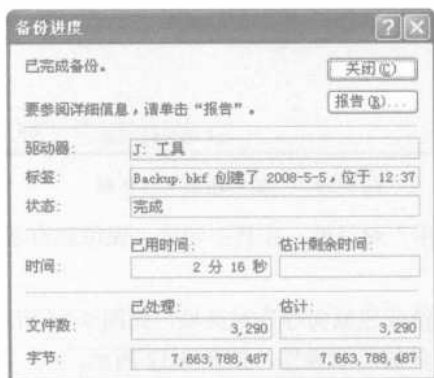 备份进度
已完成备份。
关闭(C)
要参阅详细信息，请单击“报告”。
报告(R)...
驱动器: J: 工具
标签: Backup.bkf 创建了 2008-5-5，位于 12:37
状态: 完成
已用时间: 估计剩余时间:
时间: 2 分 16 秒
已处理: 估计:
文件数: 3,290 3,290
字节: 7,663,788,487 7,663,788,487